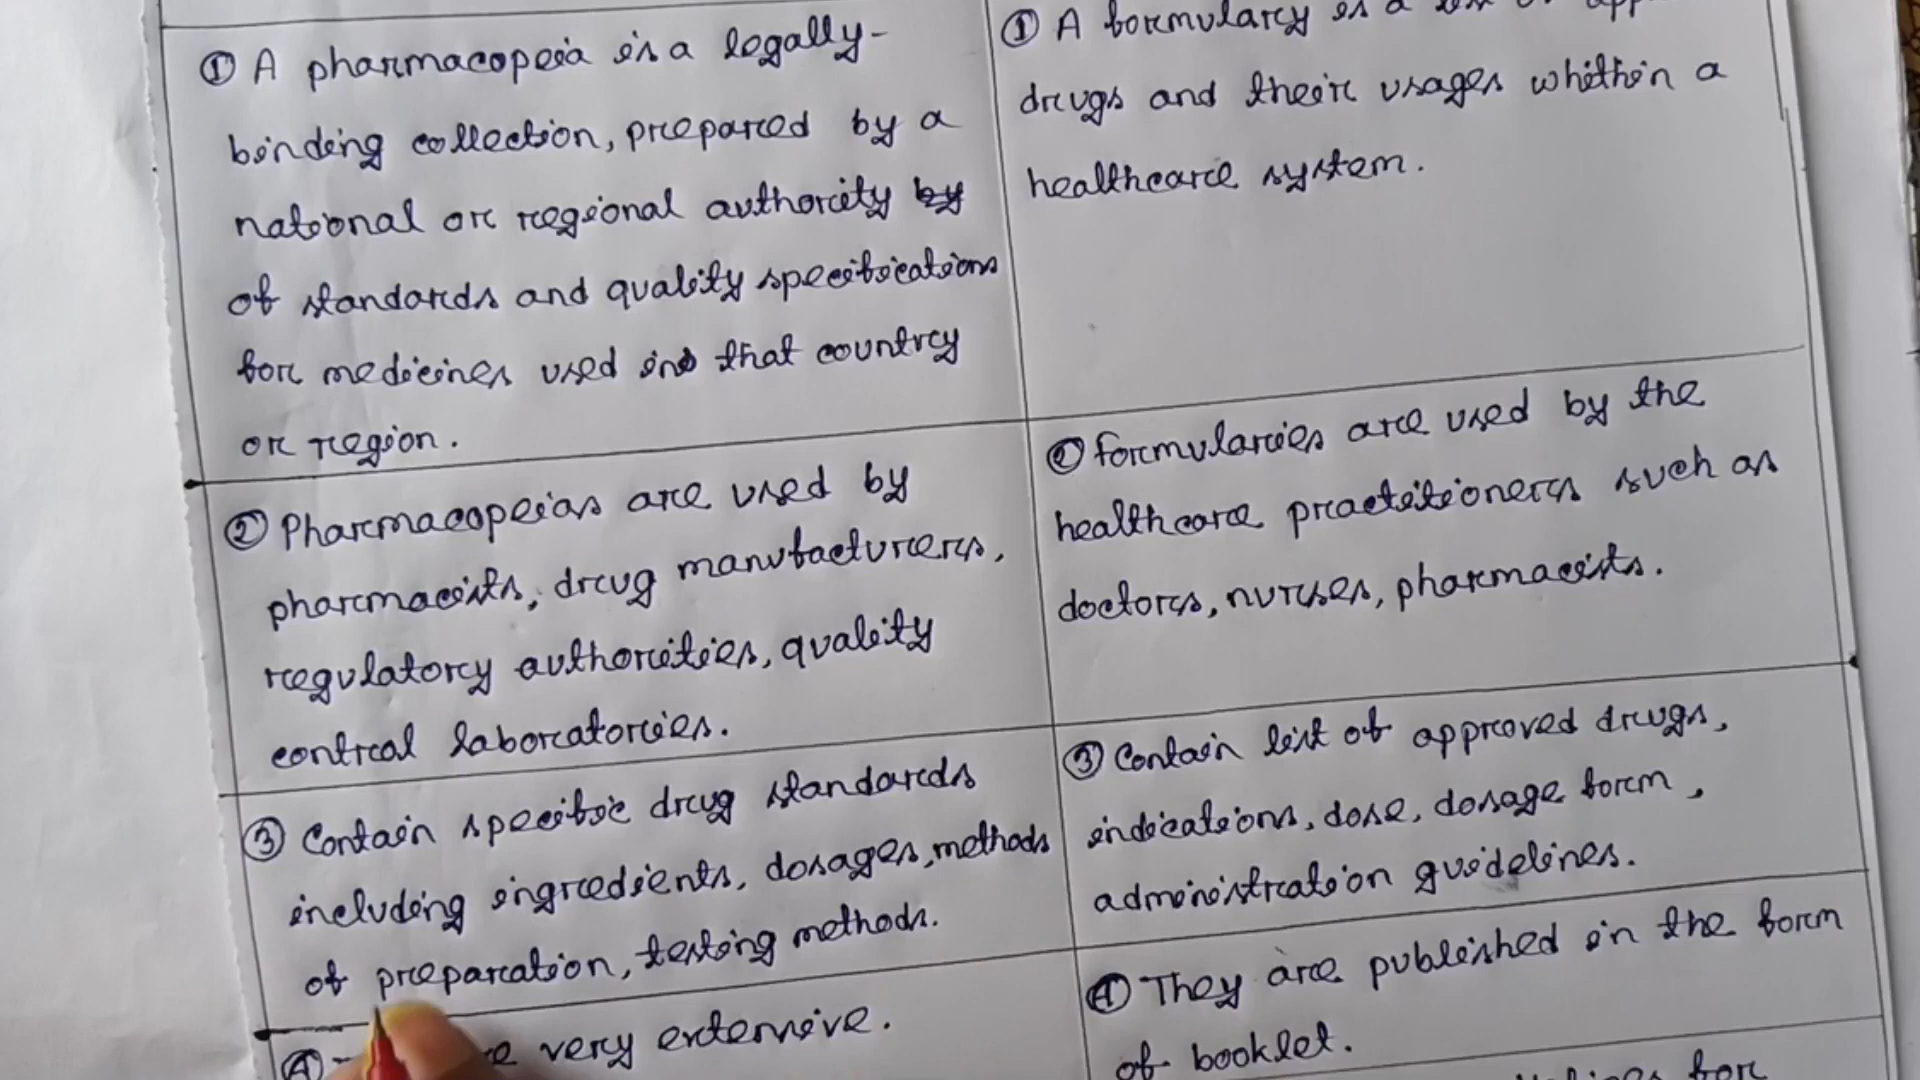 ① A pharmacopeia is a legally-
binding collection, prepared by a
national or regional authority by
of standards and quality specifications
for medicines used in that country
or region.
① A formulary is a
drugs and their usages whithin a
healthcare system.
② Pharmacopeias are used by
pharmacists, drug manufacturers,
regulatory authorities, quality
contral laboratories.
② Formularies are used by the
healthcare practitioners such as
doctors, nurses, pharmacists.
③ Contain specific drug standards
including ingredients, dosages, methods
of preparation, testing methods.
③ Contain list of approved drugs,
indications, dose, dosage form,
administration guidelines.
④ very extensive.
④ They are published in the form
of booklet.
for